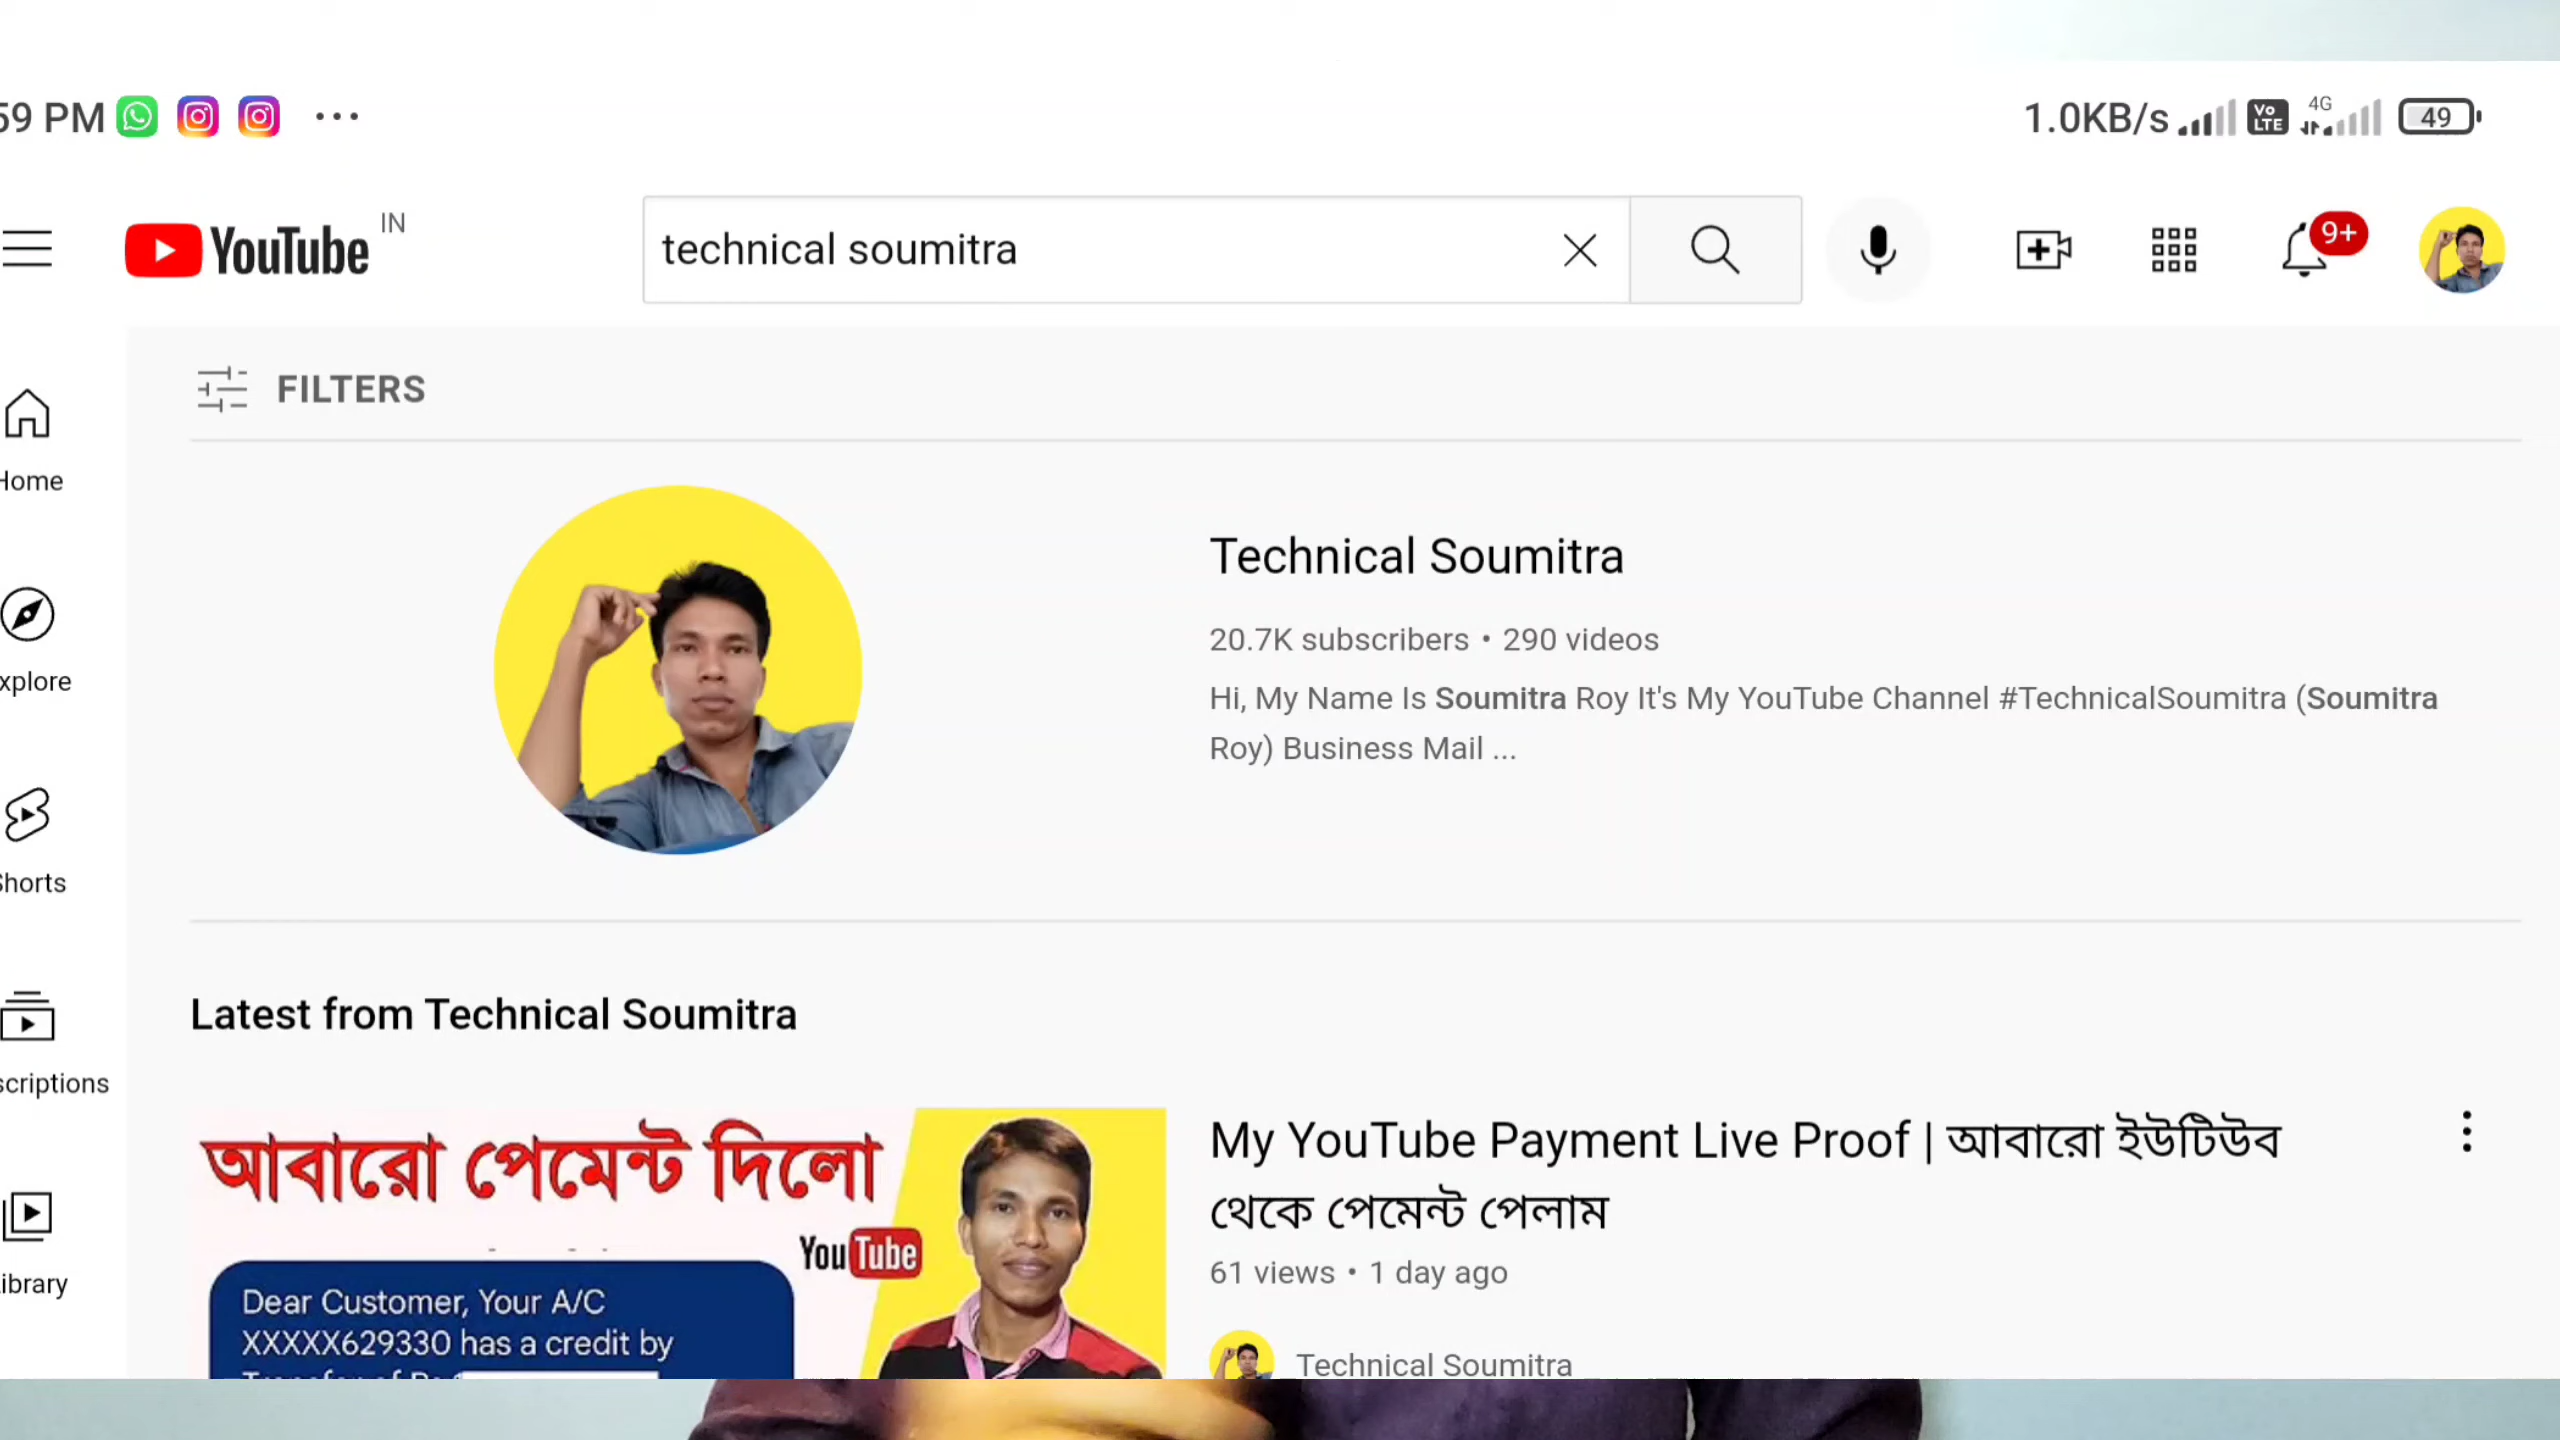 59 PM
1.0KB/s Vo LTE 4G 49
YouTube IN
technical soumitra
9+
FILTERS
Home
Technical Soumitra
20.7K subscribers • 290 videos
Hi, My Name Is Soumitra Roy It's My YouTube Channel #TechnicalSoumitra (Soumitra
Roy) Business Mail ...
xplore
Shorts
Latest from Technical Soumitra
scriptions
আবারো পেমেন্ট দিলো
YouTube
Dear Customer, Your A/C
XXXXX629330 has a credit by
My YouTube Payment Live Proof | আবারো ইউটিউব
থেকে পেমেন্ট পেলাম
61 views • 1 day ago
Technical Soumitra
ibrary